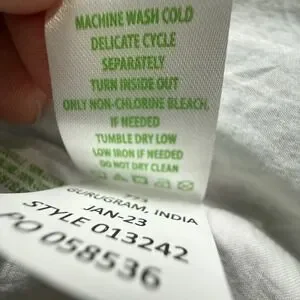 MACHINE WASH COLD
DELICATE CYCLE
SEPARATELY
TURN INSIDE OUT
ONLY NON-CHLORINE BLEACH,
IF NEEDED
TUMBLE DRY LOW
LOW IRON IF NEEDED
DO NOT DRY CLEAN
GURUGRAM, INDIA
JAN-23
STYLE 013242
PO 058536